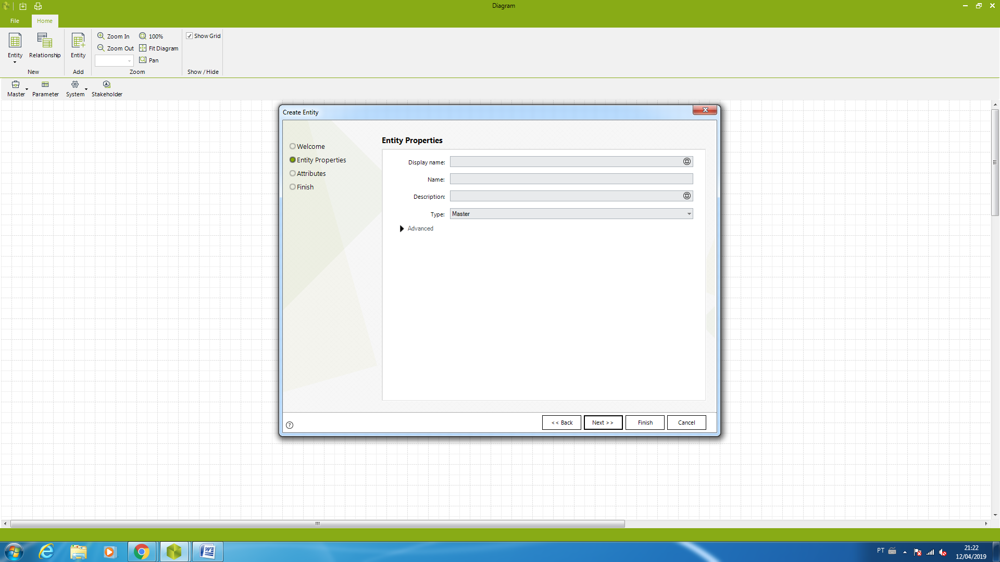 Diagram
File Home
Zoom In 100% Show Grid
Zoom Out Fit Diagram
Entity Relationship Entity
Pan
New Add Zoom Show / Hide
Master Parameter System Stakeholder
Create Entity
Entity Properties
Welcome
Entity Properties
Attributes
Finish
Display name:
Name:
Description:
Type: Master
Advanced
?
<< Back Next >> Finish Cancel
PT
21:22
12/04/2019